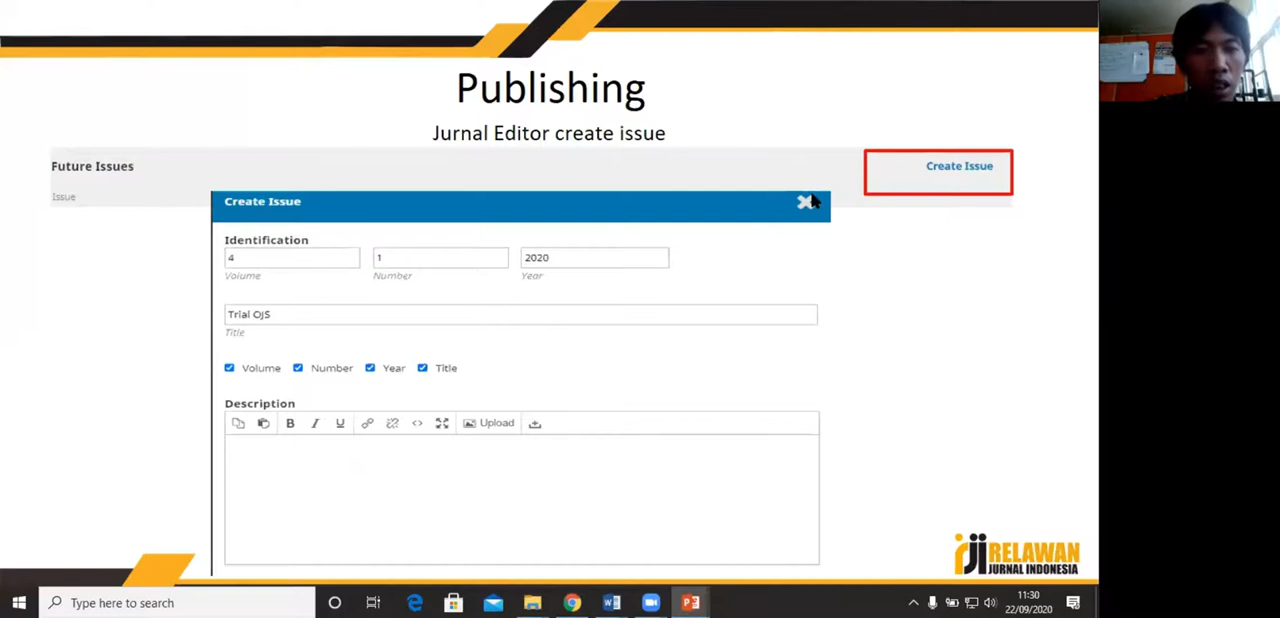 Publishing
Jurnal Editor create issue
Future Issues
Create Issue
Issue
Create Issue
Identification
4 1 2020
Volume Number Year
Trial OJS
Title
Volume Number Year Title
Description
B I U <> Upload
RELAWAN
JURNAL INDONESIA
Type here to search
11:30
22/09/2020